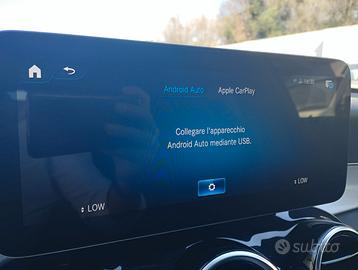 Android Auto
Apple CarPlay
Collegare l'apparecchio
Android Auto mediante USB.
LOW
LOW
subito